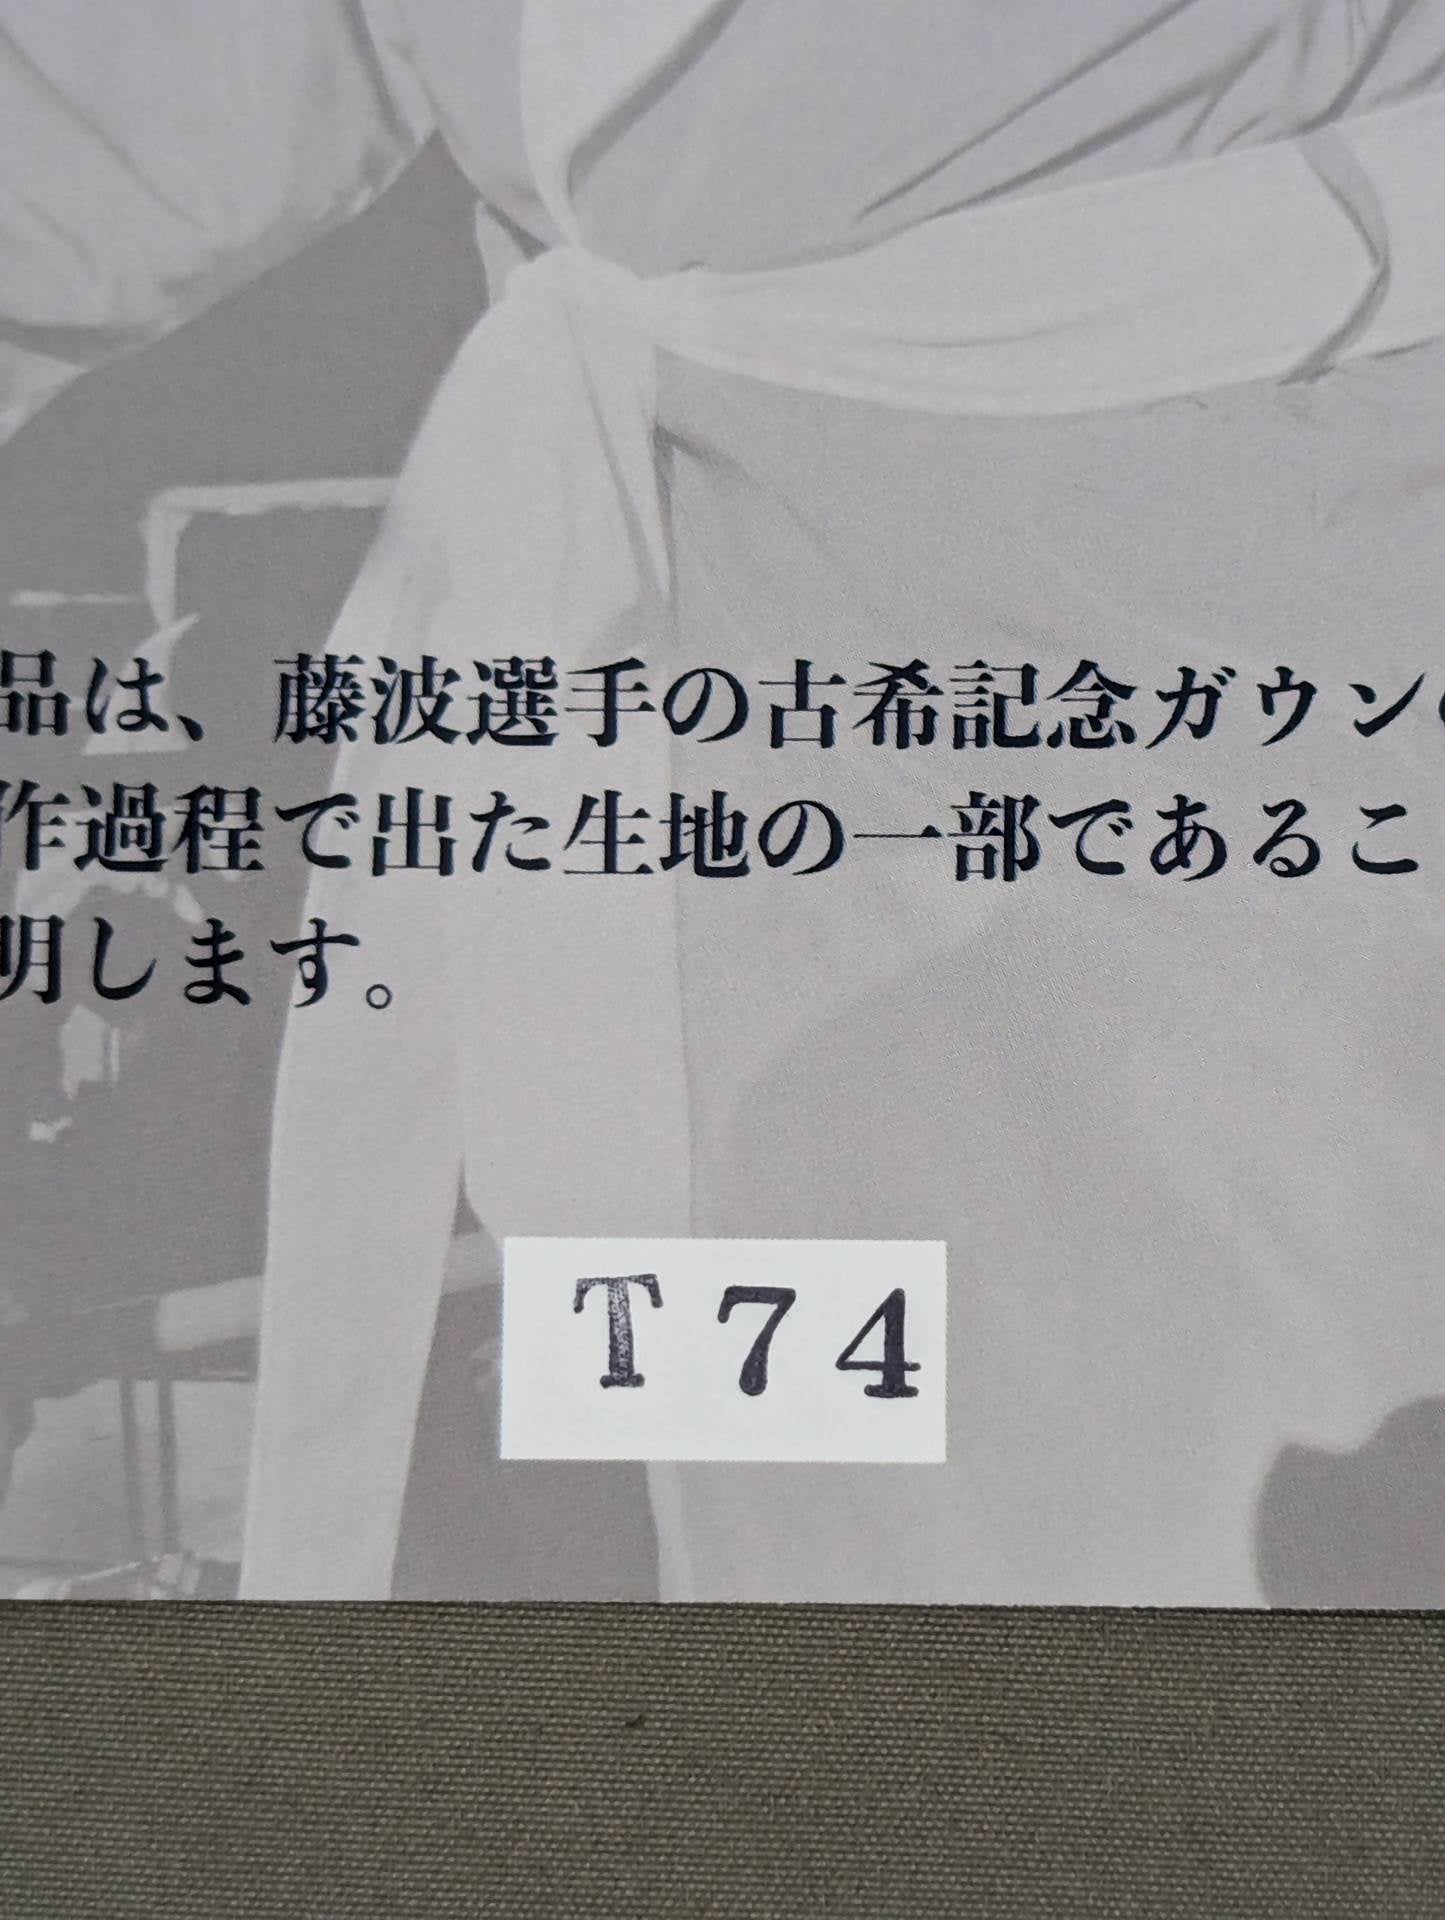 品は、藤波選手の古希記念ガウンの
作過程で出た生地の一部であるこ
明します。
T74